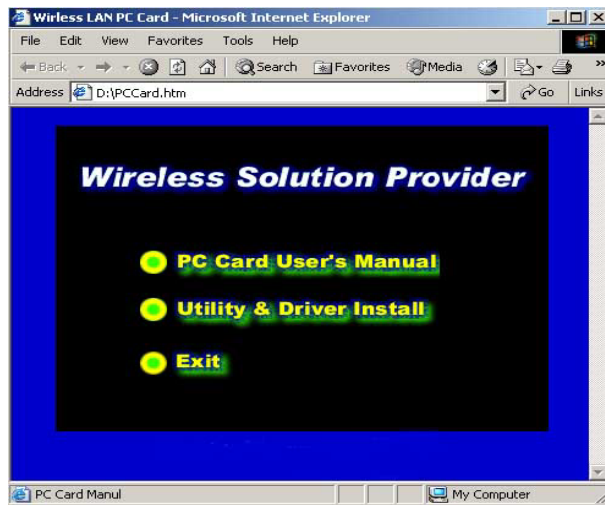 Wirless LAN PC Card - Microsoft Internet Explorer
File Edit View Favorites Tools Help
Back Search Favorites Media »
Address D:\PCCard.htm Go Links
Wireless Solution Provider
PC Card User's Manual
Utility & Driver Install
Exit
PC Card Manul My Computer